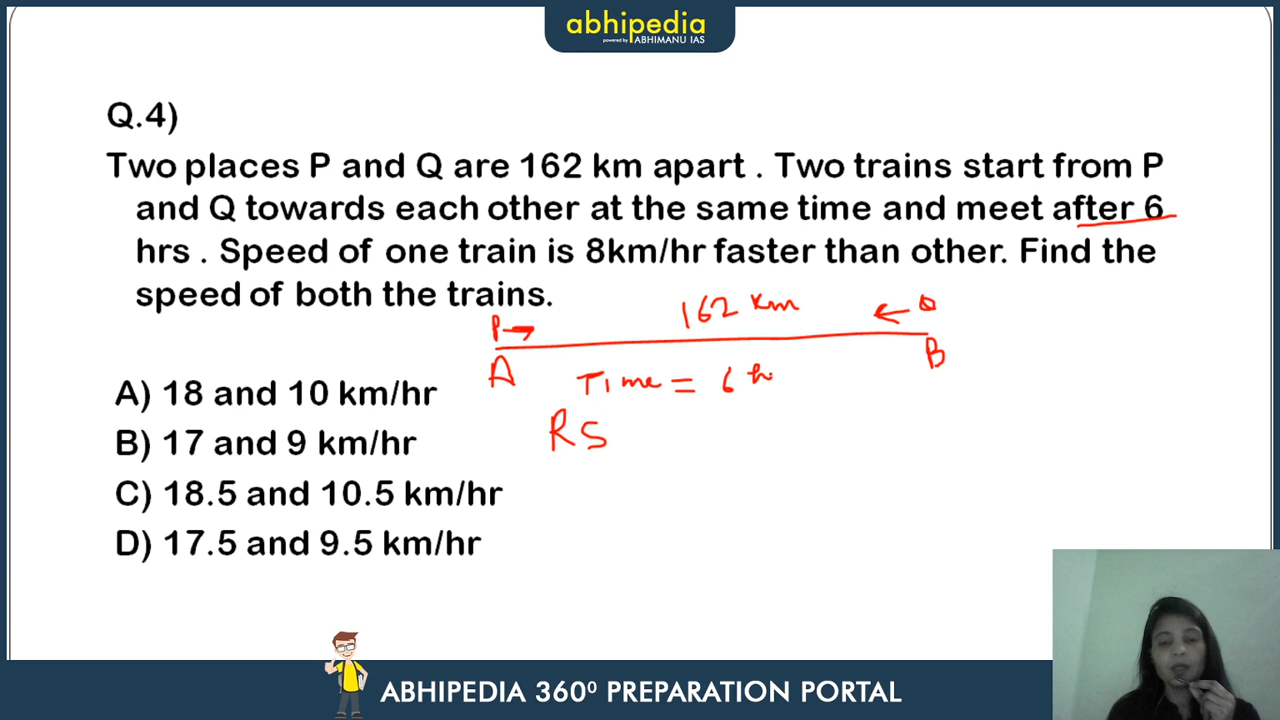 abhipedia
powered by ABHIMANU IAS
Q.4)
Two places P and Q are 162 km apart . Two trains start from P
and Q towards each other at the same time and meet after 6
hrs . Speed of one train is 8km/hr faster than other. Find the
speed of both the trains.
162 km
P
Q
A
B
Time = 6 h
RS
A) 18 and 10 km/hr
B) 17 and 9 km/hr
C) 18.5 and 10.5 km/hr
D) 17.5 and 9.5 km/hr
ABHIPEDIA 360⁰ PREPARATION PORTAL